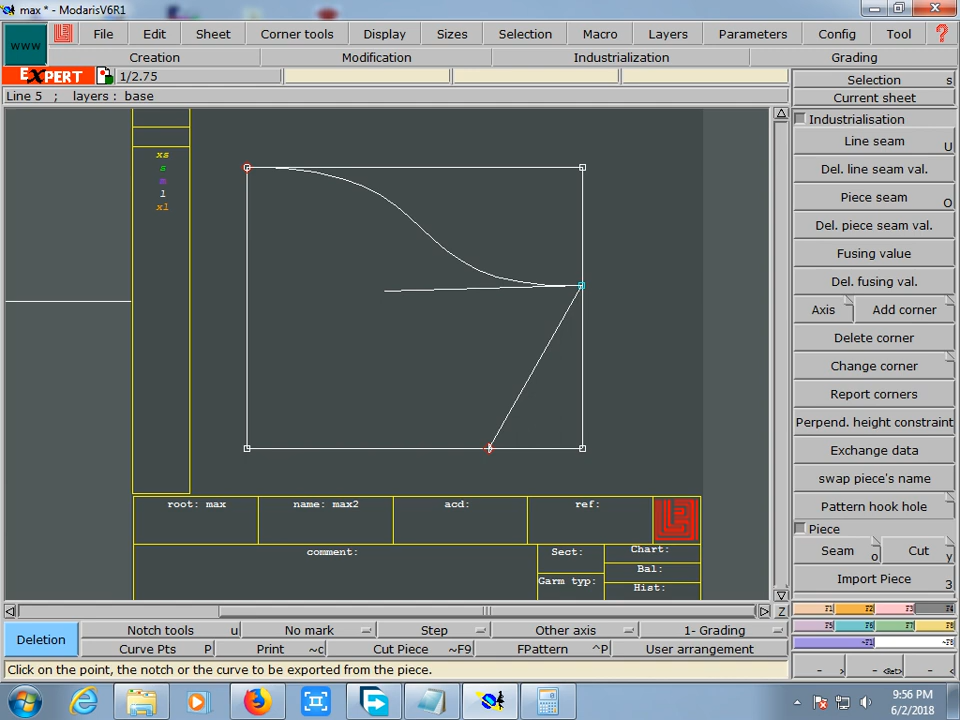 max * - ModarisV6R1
www
File Edit Sheet Corner tools Display Sizes Selection Macro Layers Parameters Config Tool ?
Creation Modification Industrialization Grading
EXPERT 1/2.75
Line 5 ; layers : base
Selection s
Current sheet
Industrialisation
Line seam U
Del. line seam val.
Piece seam O
Del. piece seam val.
Fusing value
Del. fusing val.
Axis Add corner
Delete corner
Change corner
Report corners
Perpend. height constraint
Exchange data
swap piece's name
Pattern hook hole
Piece
Seam o Cut y
Import Piece 3
F1 F2 F3 F4
F5 F6 F7 F8
~F1 ~F8
- > - <Ret> - <
xs
s
m
l
xl
root: max name: max2 acd: ref:
comment: Sect: Chart:
Bal:
Garm typ: Hist:
Z
Deletion
Notch tools u No mark Step Other axis 1- Grading
Curve Pts P Print ~c Cut Piece ~F9 FPattern ^P User arrangement
Click on the point, the notch or the curve to be exported from the piece.
9:56 PM
6/2/2018